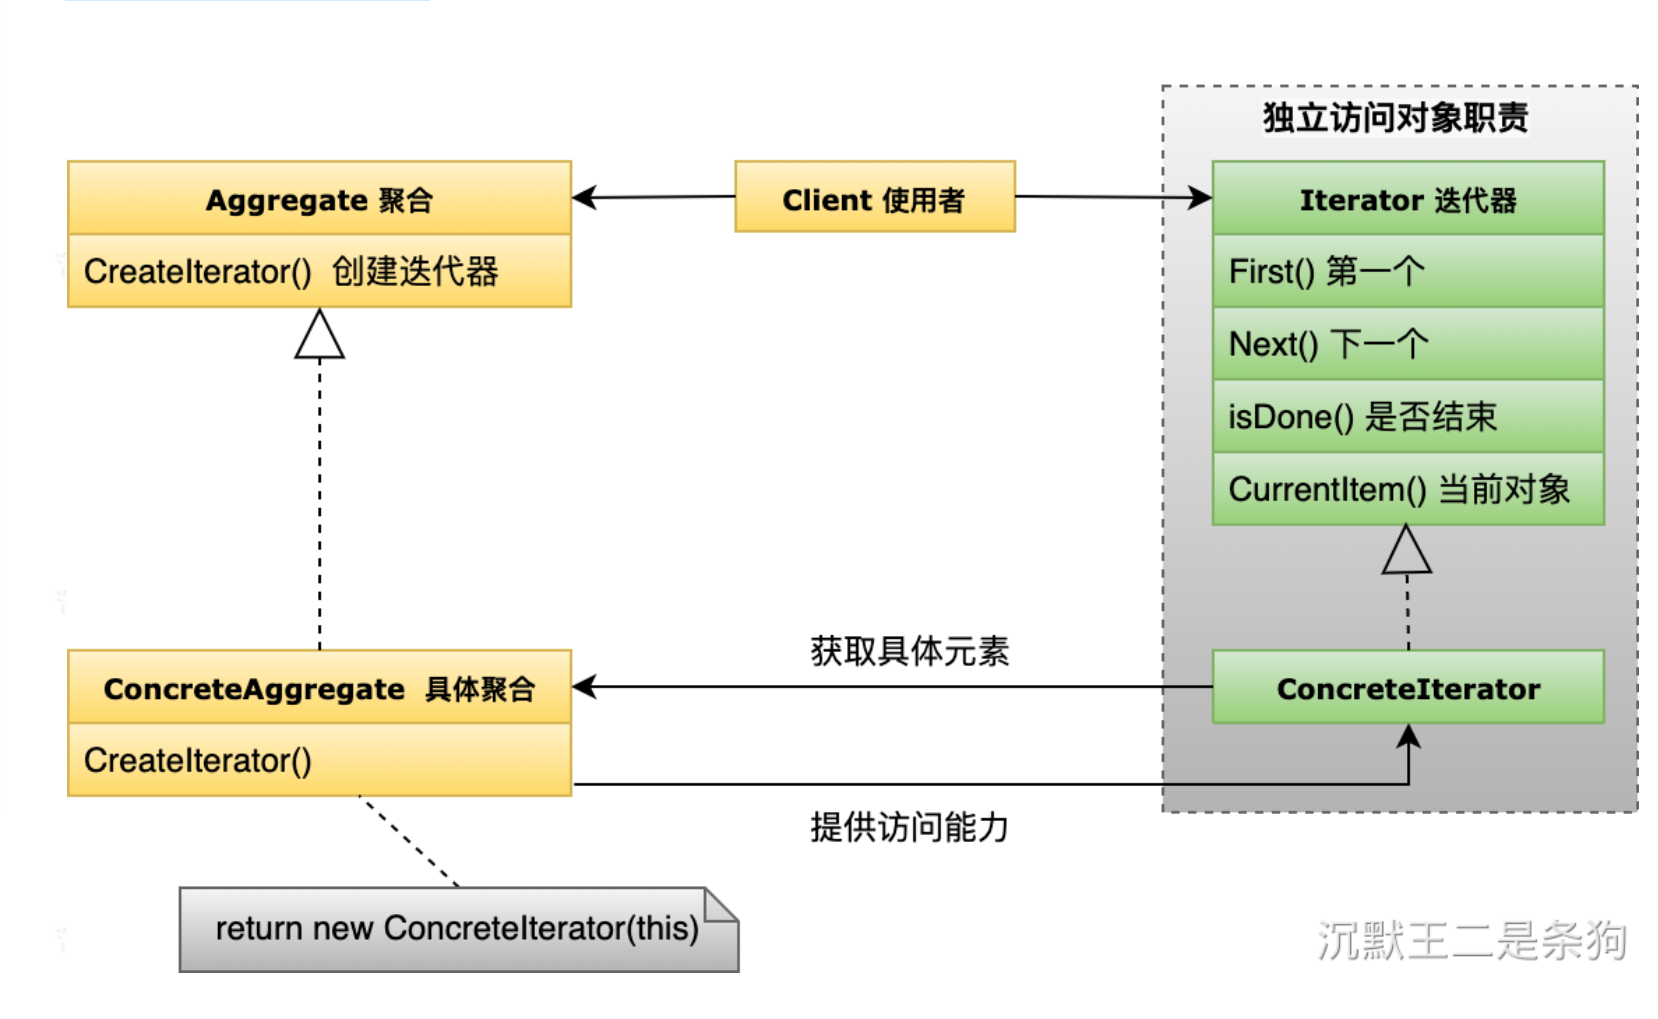 独立访问对象职责
Aggregate 聚合
CreateIterator() 创建迭代器
Client 使用者
Iterator 迭代器
First() 第一个
Next() 下一个
isDone() 是否结束
CurrentItem() 当前对象
获取具体元素
ConcreteAggregate 具体聚合
CreateIterator()
ConcreteIterator
提供访问能力
return new ConcreteIterator(this)
沉默王二是条狗